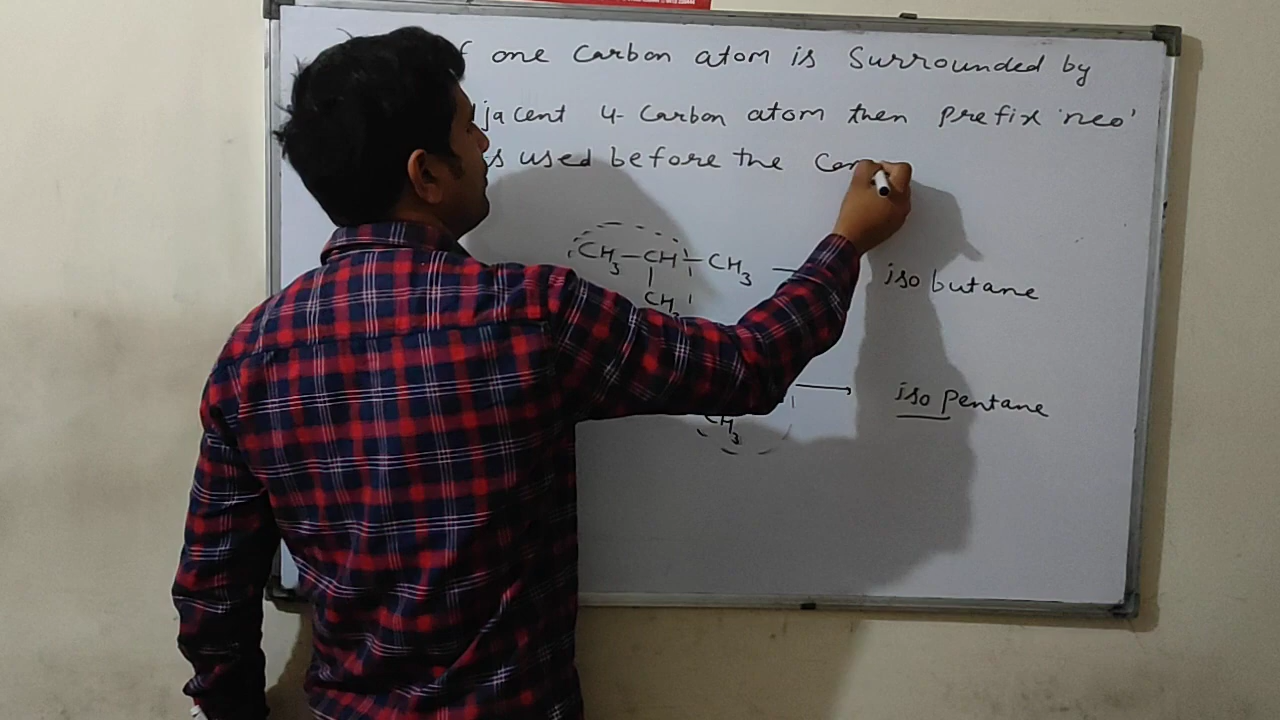 f one Carbon atom is Surrounded by
jacent 4- Carbon atom then prefix 'neo'
s used before the
CH3-CH-CH3 iso butane
CH3
iso Pentane
CH3